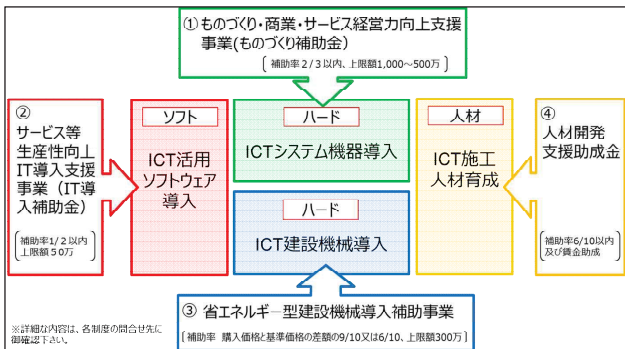 ①ものづくり・商業・サービス経営力向上支援
事業(ものづくり補助金)
補助率2/3以内、上限額1,000~500万
②
サービス等
生産性向上
IT導入支援
事業(IT導
入補助金)
補助率1/2以内
上限額50万
ソフト
ICT活用
ソフトウェア
導入
ハード
ICTシステム機器導入
ハード
ICT建設機械導入
人材
ICT施工
人材育成
④
人材開発
支援助成金
補助率6/10以内
及び賃金助成
③ 省エネルギー型建設機械導入補助事業
補助率 購入価格と基準価格の差額の9/10又は6/10、上限額300万
※詳細な内容は、各制度の問合せ先に
御確認下さい。